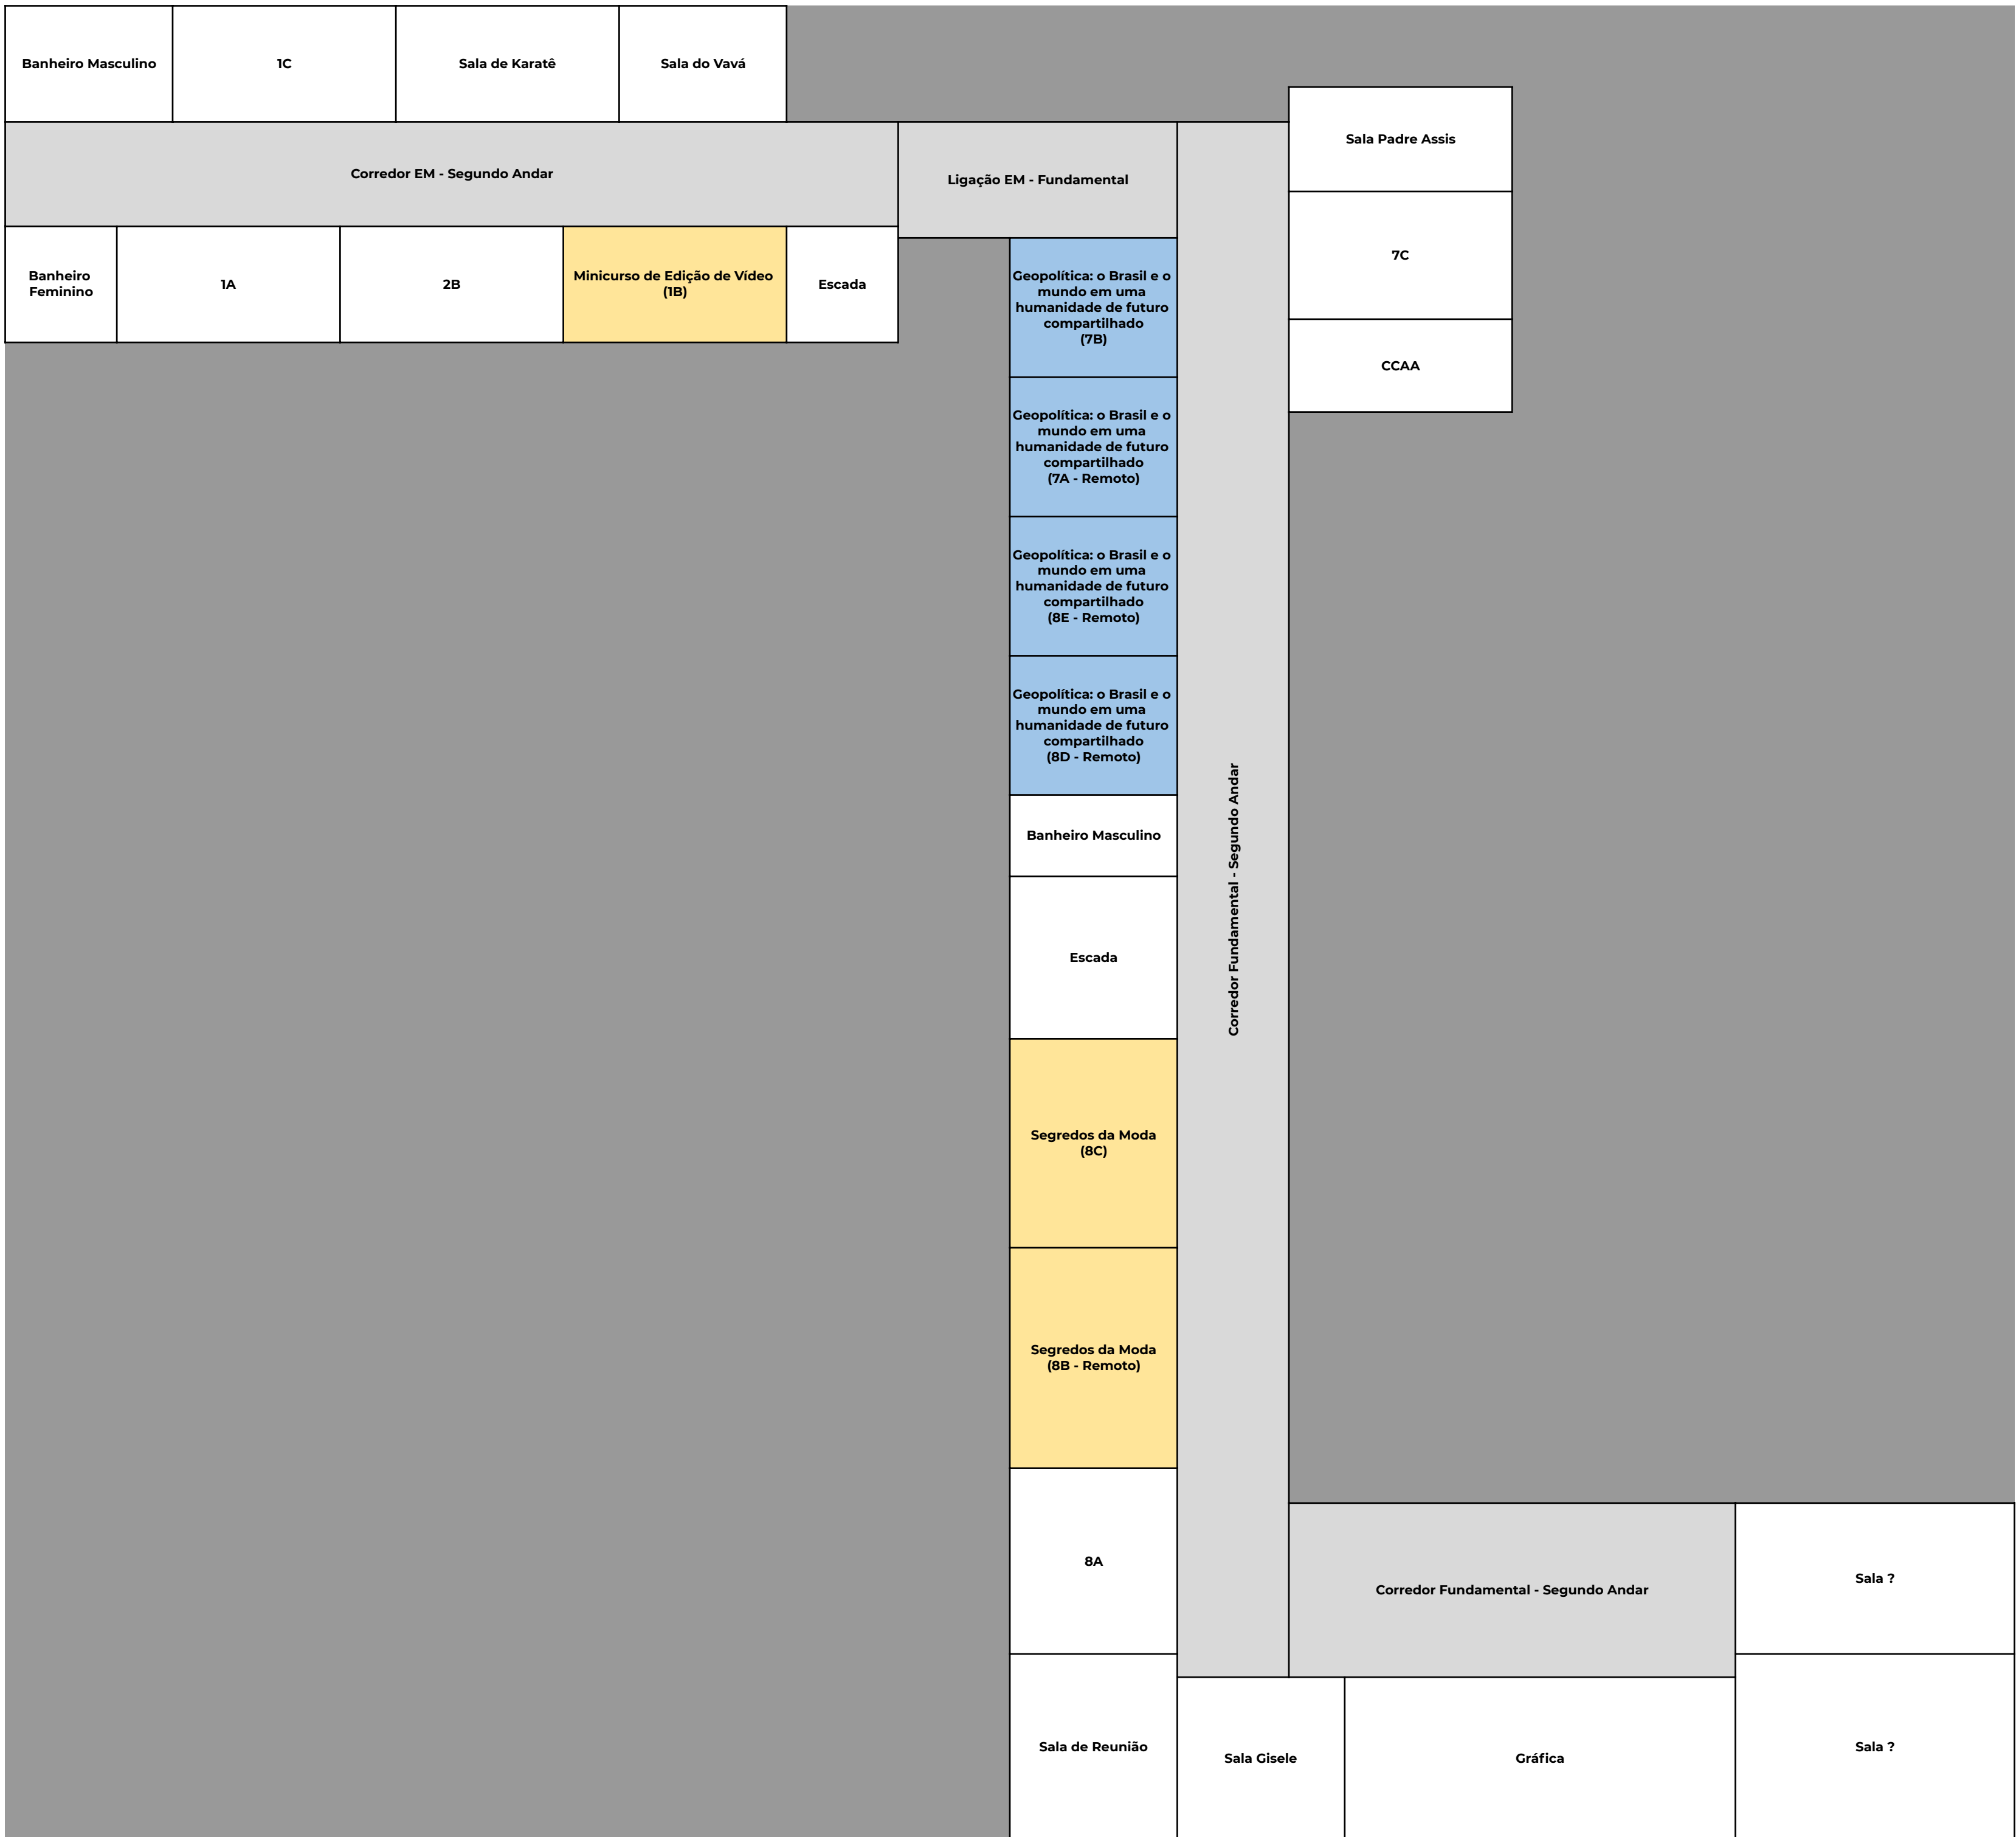 Banheiro Masculino
1C
Sala de Karatê
Sala do Vavá
Sala Padre Assis
Corredor EM - Segundo Andar
Ligação EM - Fundamental
7C
Banheiro
Feminino
1A
2B
Minicurso de Edição de Vídeo
(1B)
Escada
Geopolítica: o Brasil e o
mundo em uma
humanidade de futuro
compartilhado
(7B)
CCAA
Geopolítica: o Brasil e o
mundo em uma
humanidade de futuro
compartilhado
(7A - Remoto)
Geopolítica: o Brasil e o
mundo em uma
humanidade de futuro
compartilhado
(8E - Remoto)
Geopolítica: o Brasil e o
mundo em uma
humanidade de futuro
compartilhado
(8D - Remoto)
Banheiro Masculino
Corredor Fundamental - Segundo Andar
Escada
Segredos da Moda
(8C)
Segredos da Moda
(8B - Remoto)
8A
Corredor Fundamental - Segundo Andar
Sala ?
Sala de Reunião
Sala Gisele
Gráfica
Sala ?